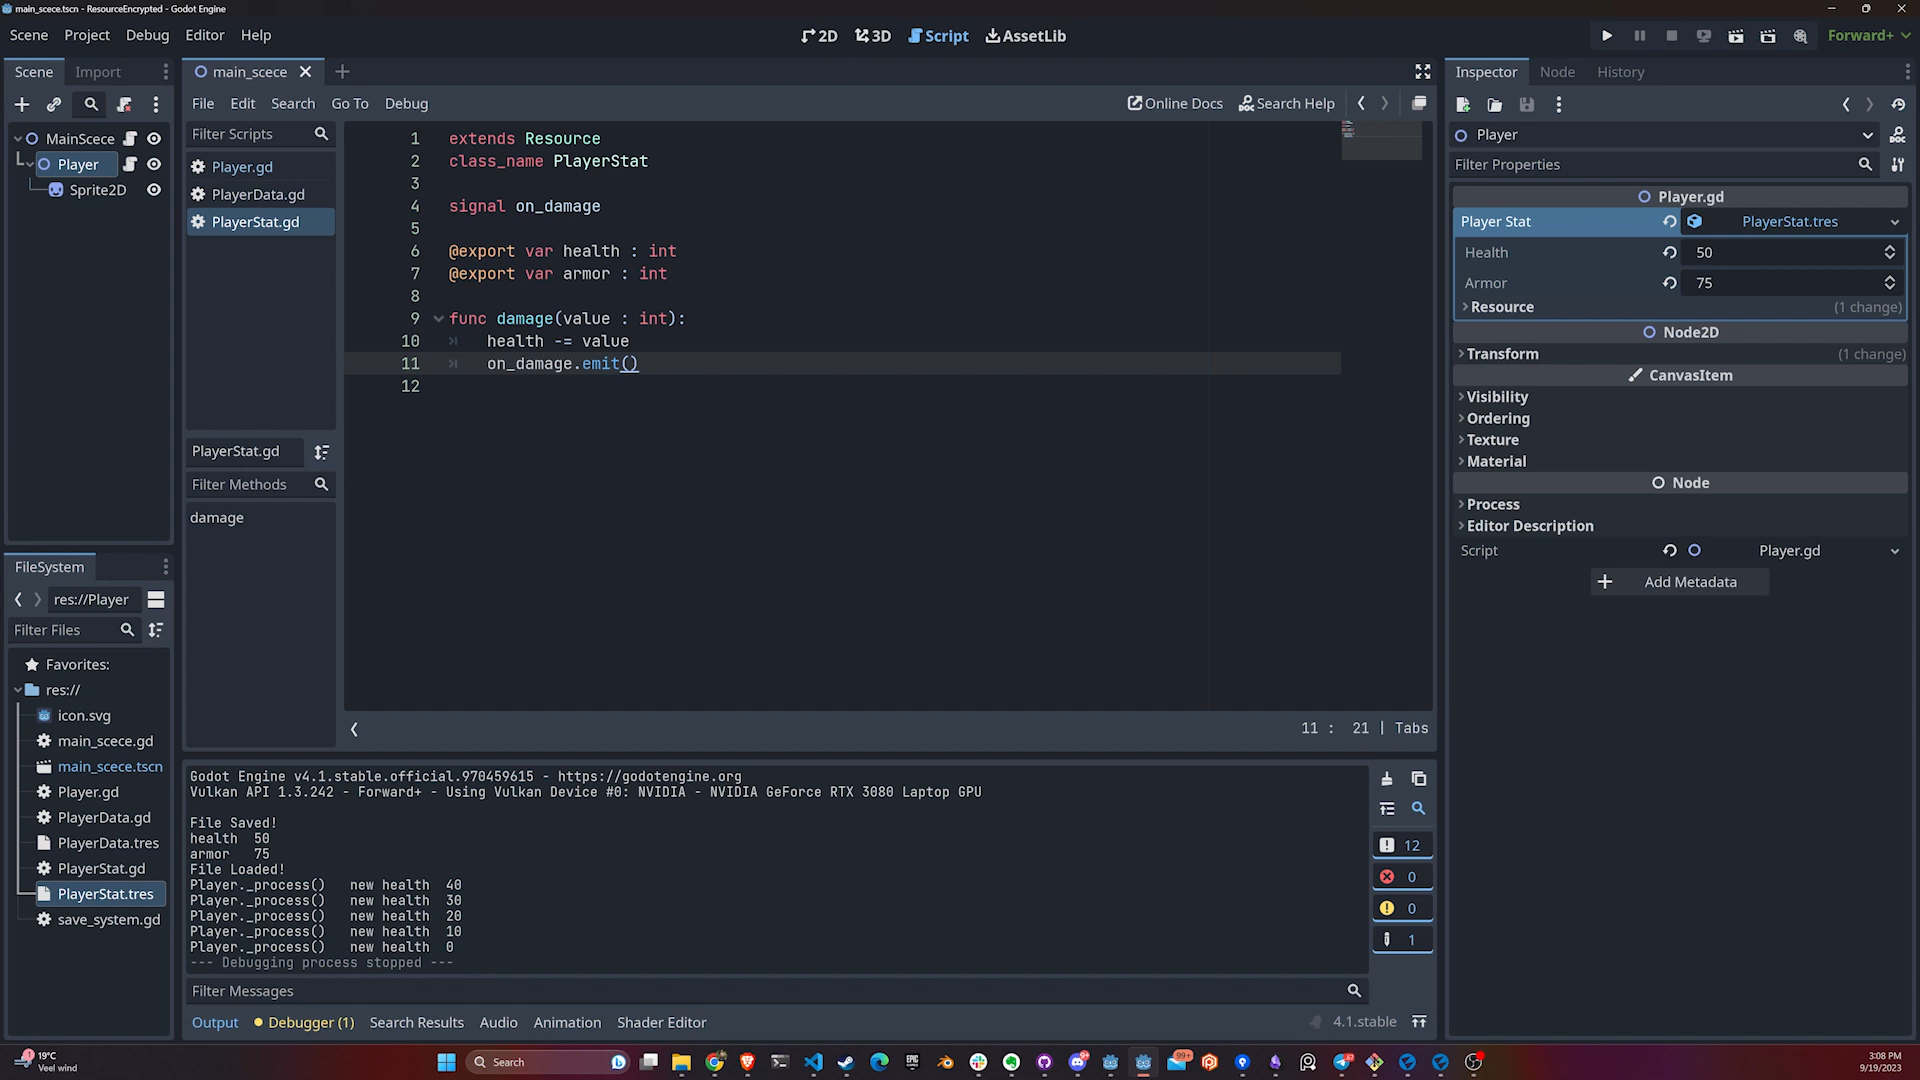 main_scece.tscn - ResourceEncrypted - Godot Engine
Scene Project Debug Editor Help
2D 3D Script AssetLib
Forward+
Scene Import
main_scece
Inspector Node History
File Edit Search Go To Debug
Online Docs Search Help
MainScece
Player
Sprite2D
Filter Scripts
Player.gd
PlayerData.gd
PlayerStat.gd
PlayerStat.gd
Filter Methods
damage
1 extends Resource
2 class_name PlayerStat
3
4 signal on_damage
5
6 @export var health : int
7 @export var armor : int
8
9 func damage(value : int):
10 health -= value
11 on_damage.emit()
12
11 : 21 | Tabs
Player
Filter Properties
Player.gd
Player Stat PlayerStat.tres
Health 50
Armor 75
Resource (1 change)
Node2D
Transform (1 change)
CanvasItem
Visibility
Ordering
Texture
Material
Node
Process
Editor Description
Script Player.gd
Add Metadata
FileSystem
res://Player
Filter Files
Favorites:
res://
icon.svg
main_scece.gd
main_scece.tscn
Player.gd
PlayerData.gd
PlayerData.tres
PlayerStat.gd
PlayerStat.tres
save_system.gd
Godot Engine v4.1.stable.official.970459615 - https://godotengine.org
Vulkan API 1.3.242 - Forward+ - Using Vulkan Device #0: NVIDIA - NVIDIA GeForce RTX 3080 Laptop GPU
File Saved!
health 50
armor 75
File Loaded!
Player._process() new health 40
Player._process() new health 30
Player._process() new health 20
Player._process() new health 10
Player._process() new health 0
--- Debugging process stopped ---
12
0
0
1
Filter Messages
Output Debugger (1) Search Results Audio Animation Shader Editor
4.1.stable
19°C
Veel wind
Search
99+
3:08 PM
9/19/2023